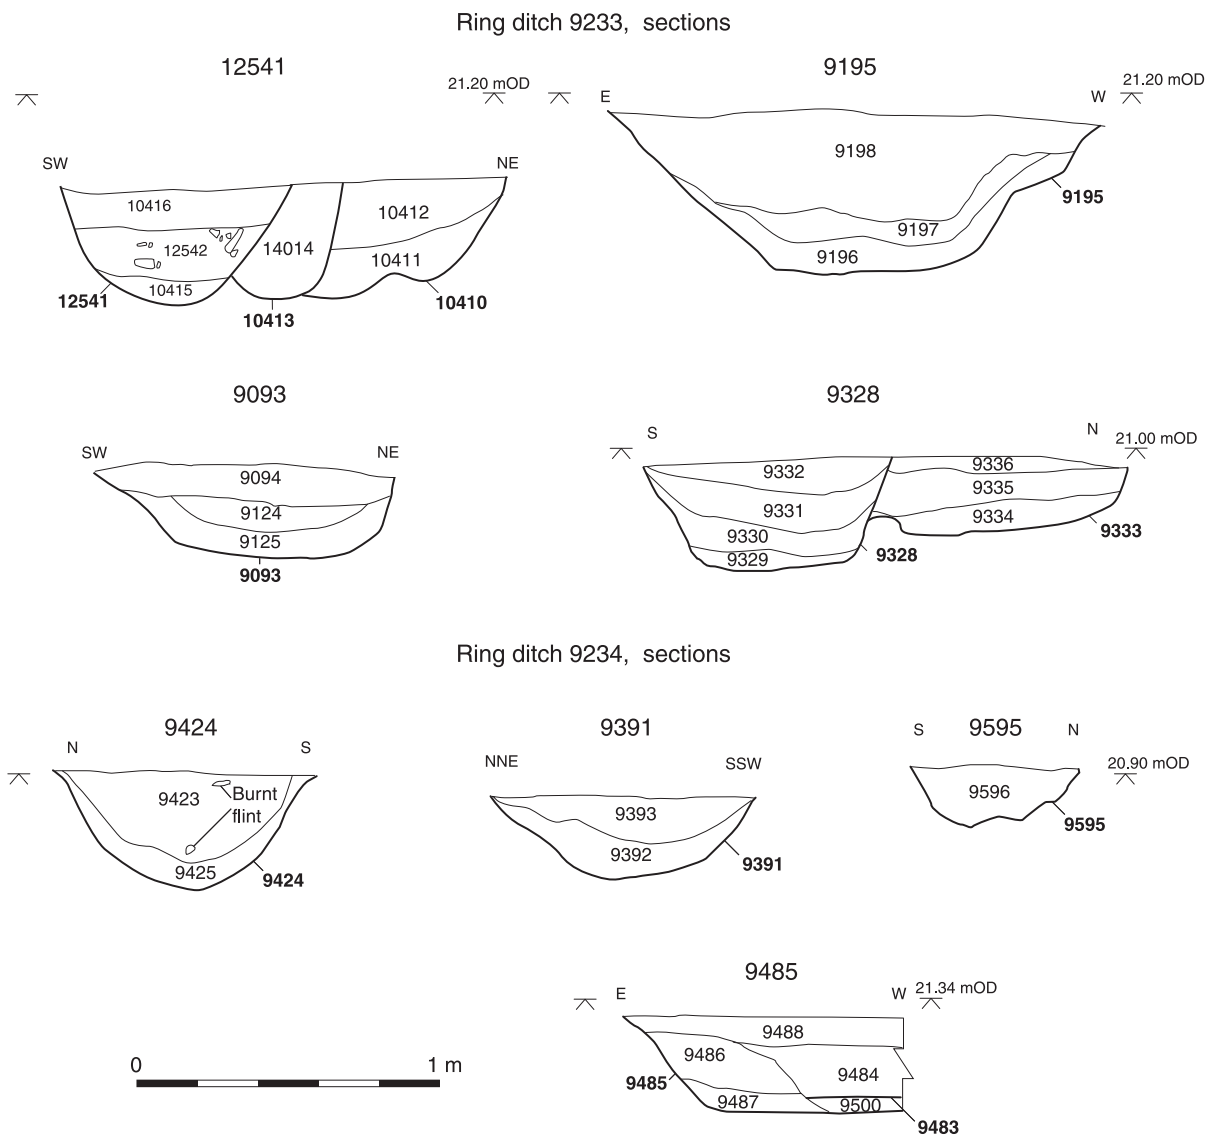 Ring ditch 9233, sections
12541
9195
21.20 mOD
21.20 mOD
E
W
SW
NE
9198
10416
10412
9195
12542
14014
9197
10411
9196
10415
12541
10410
10413
9093
9328
S
N
21.00 mOD
SW
NE
9094
9332
9336
9335
9124
9331
9334
9125
9330
9333
9328
9329
9093
Ring ditch 9234, sections
9424
9391
S
9595
N
N
S
NNE
SSW
20.90 mOD
9423
Burnt
flint
9596
9393
9595
9392
9425
9391
9424
9485
E
W
21.34 mOD
9488
9486
0
1 m
9484
9485
9487
9500
9483